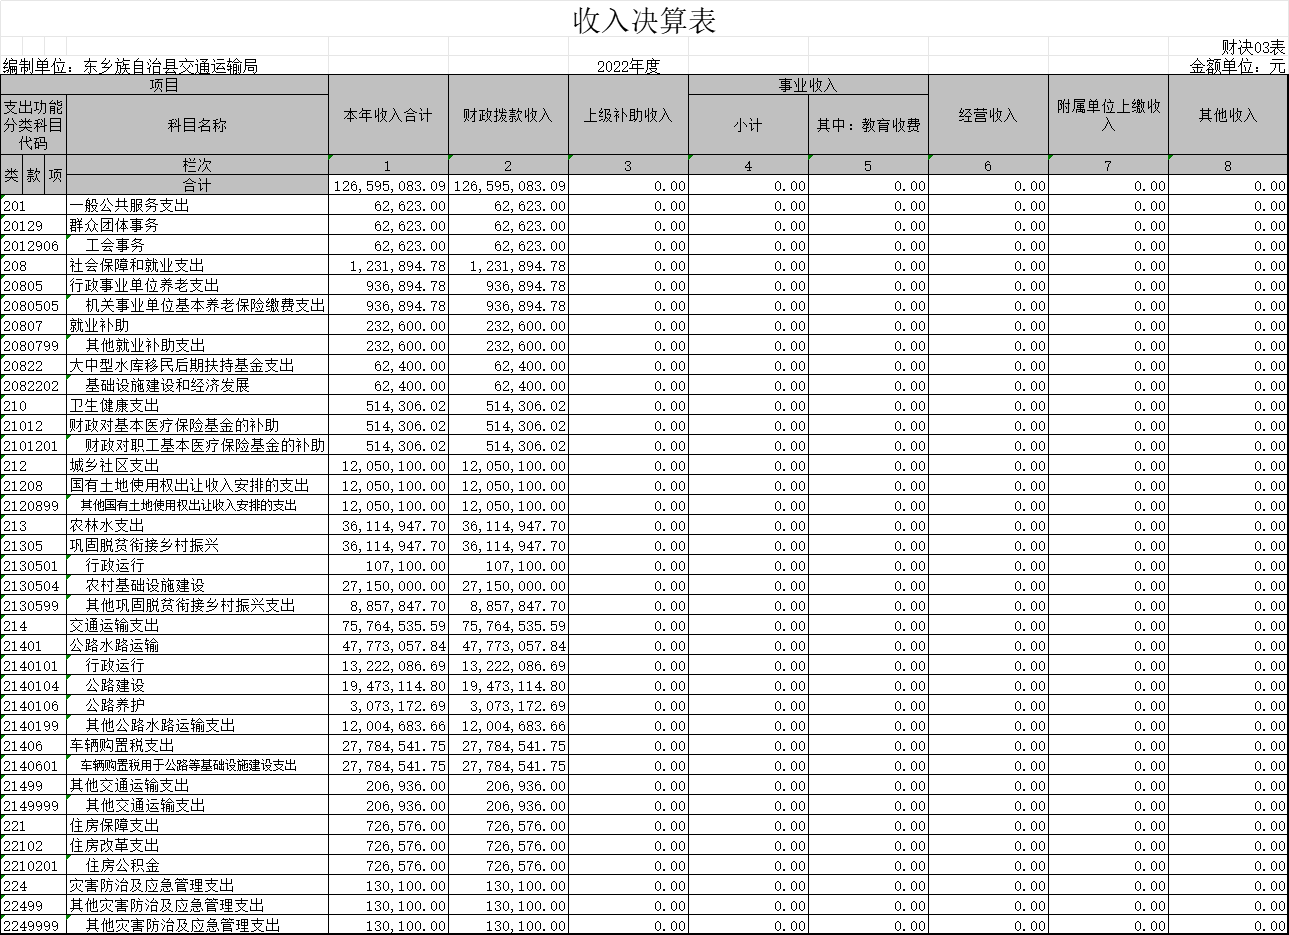 收入决算表
财决03表
编制单位：东乡族自治县交通运输局 2022年度 金额单位：元
项目 本年收入合计 财政拨款收入 上级补助收入 事业收入 经营收入 附属单位上缴收入 其他收入
支出功能分类科目代码 科目名称 小计 其中：教育收费
类 款 项 栏次 1 2 3 4 5 6 7 8
合计 126,595,083.09 126,595,083.09 0.00 0.00 0.00 0.00 0.00 0.00
201 一般公共服务支出 62,623.00 62,623.00 0.00 0.00 0.00 0.00 0.00 0.00
20129 群众团体事务 62,623.00 62,623.00 0.00 0.00 0.00 0.00 0.00 0.00
2012906 工会事务 62,623.00 62,623.00 0.00 0.00 0.00 0.00 0.00 0.00
208 社会保障和就业支出 1,231,894.78 1,231,894.78 0.00 0.00 0.00 0.00 0.00 0.00
20805 行政事业单位养老支出 936,894.78 936,894.78 0.00 0.00 0.00 0.00 0.00 0.00
2080505 机关事业单位基本养老保险缴费支出 936,894.78 936,894.78 0.00 0.00 0.00 0.00 0.00 0.00
20807 就业补助 232,600.00 232,600.00 0.00 0.00 0.00 0.00 0.00 0.00
2080799 其他就业补助支出 232,600.00 232,600.00 0.00 0.00 0.00 0.00 0.00 0.00
20822 大中型水库移民后期扶持基金支出 62,400.00 62,400.00 0.00 0.00 0.00 0.00 0.00 0.00
2082202 基础设施建设和经济发展 62,400.00 62,400.00 0.00 0.00 0.00 0.00 0.00 0.00
210 卫生健康支出 514,306.02 514,306.02 0.00 0.00 0.00 0.00 0.00 0.00
21012 财政对基本医疗保险基金的补助 514,306.02 514,306.02 0.00 0.00 0.00 0.00 0.00 0.00
2101201 财政对职工基本医疗保险基金的补助 514,306.02 514,306.02 0.00 0.00 0.00 0.00 0.00 0.00
212 城乡社区支出 12,050,100.00 12,050,100.00 0.00 0.00 0.00 0.00 0.00 0.00
21208 国有土地使用权出让收入安排的支出 12,050,100.00 12,050,100.00 0.00 0.00 0.00 0.00 0.00 0.00
2120899 其他国有土地使用权出让收入安排的支出 12,050,100.00 12,050,100.00 0.00 0.00 0.00 0.00 0.00 0.00
213 农林水支出 36,114,947.70 36,114,947.70 0.00 0.00 0.00 0.00 0.00 0.00
21305 巩固脱贫衔接乡村振兴 36,114,947.70 36,114,947.70 0.00 0.00 0.00 0.00 0.00 0.00
2130501 行政运行 107,100.00 107,100.00 0.00 0.00 0.00 0.00 0.00 0.00
2130504 农村基础设施建设 27,150,000.00 27,150,000.00 0.00 0.00 0.00 0.00 0.00 0.00
2130599 其他巩固脱贫衔接乡村振兴支出 8,857,847.70 8,857,847.70 0.00 0.00 0.00 0.00 0.00 0.00
214 交通运输支出 75,764,535.59 75,764,535.59 0.00 0.00 0.00 0.00 0.00 0.00
21401 公路水路运输 47,773,057.84 47,773,057.84 0.00 0.00 0.00 0.00 0.00 0.00
2140101 行政运行 13,222,086.69 13,222,086.69 0.00 0.00 0.00 0.00 0.00 0.00
2140104 公路建设 19,473,114.80 19,473,114.80 0.00 0.00 0.00 0.00 0.00 0.00
2140106 公路养护 3,073,172.69 3,073,172.69 0.00 0.00 0.00 0.00 0.00 0.00
2140199 其他公路水路运输支出 12,004,683.66 12,004,683.66 0.00 0.00 0.00 0.00 0.00 0.00
21406 车辆购置税支出 27,784,541.75 27,784,541.75 0.00 0.00 0.00 0.00 0.00 0.00
2140601 车辆购置税用于公路等基础设施建设支出 27,784,541.75 27,784,541.75 0.00 0.00 0.00 0.00 0.00 0.00
21499 其他交通运输支出 206,936.00 206,936.00 0.00 0.00 0.00 0.00 0.00 0.00
2149999 其他交通运输支出 206,936.00 206,936.00 0.00 0.00 0.00 0.00 0.00 0.00
221 住房保障支出 726,576.00 726,576.00 0.00 0.00 0.00 0.00 0.00 0.00
22102 住房改革支出 726,576.00 726,576.00 0.00 0.00 0.00 0.00 0.00 0.00
2210201 住房公积金 726,576.00 726,576.00 0.00 0.00 0.00 0.00 0.00 0.00
224 灾害防治及应急管理支出 130,100.00 130,100.00 0.00 0.00 0.00 0.00 0.00 0.00
22499 其他灾害防治及应急管理支出 130,100.00 130,100.00 0.00 0.00 0.00 0.00 0.00 0.00
2249999 其他灾害防治及应急管理支出 130,100.00 130,100.00 0.00 0.00 0.00 0.00 0.00 0.00